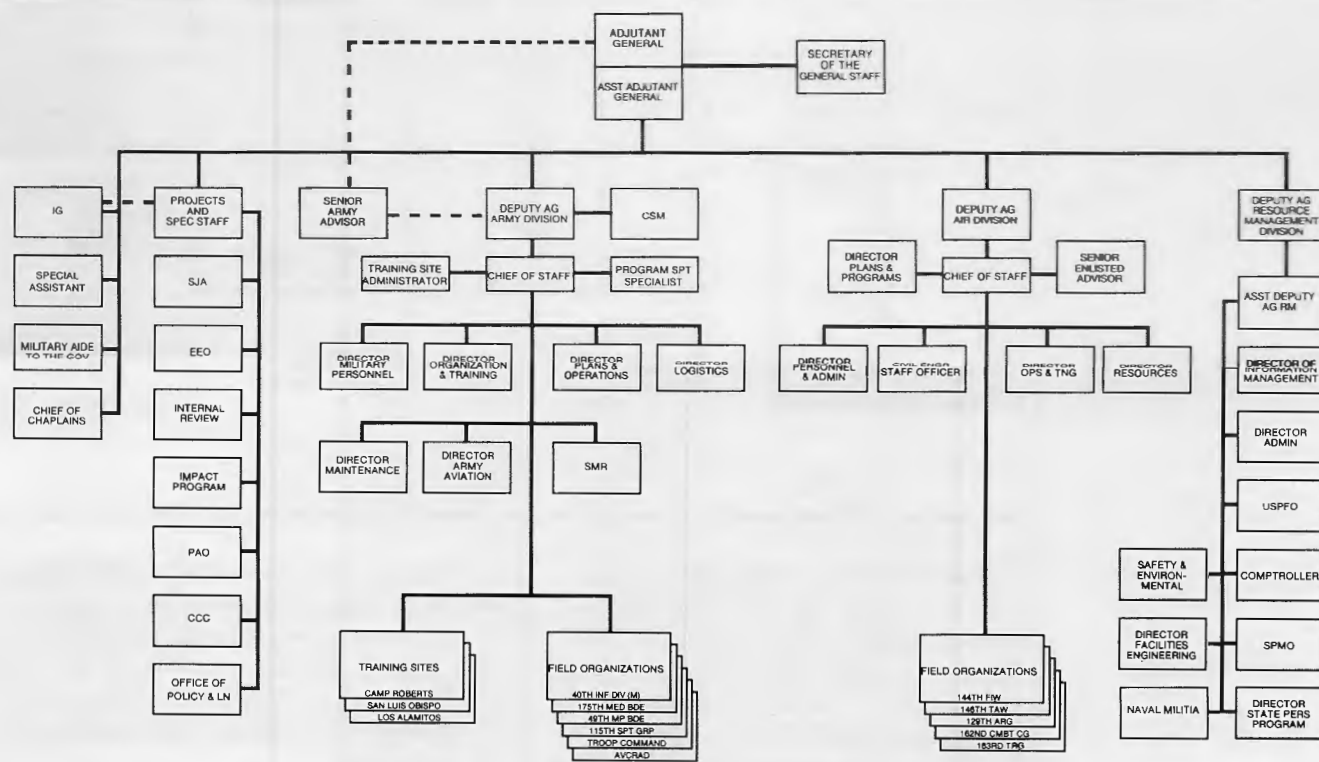 ADJUTANT
GENERAL
ASST ADJUTANT
GENERAL
SECRETARY
OF THE
GENERAL STAFF
IG
PROJECTS
AND
SPEC STAFF
SENIOR
ARMY
ADVISOR
DEPUTY AG
ARMY DIVISION
CSM
DEPUTY AG
AIR DIVISION
DEPUTY AG
RESOURCE
MANAGEMENT
DIVISION
SPECIAL
ASSISTANT
SJA
TRAINING SITE
ADMINISTRATOR
CHIEF OF STAFF
PROGRAM SPT
SPECIALIST
DIRECTOR
PLANS &
PROGRAMS
CHIEF OF STAFF
SENIOR
ENLISTED
ADVISOR
ASST DEPUTY
AG RM
MILITARY AIDE
TO THE GOV
EEO
DIRECTOR
MILITARY
PERSONNEL
DIRECTOR
ORGANIZATION
& TRAINING
DIRECTOR
PLANS &
OPERATIONS
DIRECTOR
LOGISTICS
DIRECTOR
PERSONNEL
& ADMIN
CIVIL ENGR
STAFF OFFICER
DIRECTOR
OPS & TNG
DIRECTOR
RESOURCES
DIRECTOR OF
INFORMATION
MANAGEMENT
CHIEF OF
CHAPLAINS
INTERNAL
REVIEW
DIRECTOR
MAINTENANCE
DIRECTOR
ARMY
AVIATION
SMR
DIRECTOR
ADMIN
IMPACT
PROGRAM
USPFO
PAO
SAFETY &
ENVIRON-
MENTAL
COMPTROLLER
CCC
DIRECTOR
FACILITIES
ENGINEERING
SPMO
OFFICE OF
POLICY & LN
NAVAL MILITIA
DIRECTOR
STATE PERS
PROGRAM
TRAINING SITES
CAMP ROBERTS
SAN LUIS OBISPO
LOS ALAMITOS
FIELD ORGANIZATIONS
40TH INF DIV (M)
175TH MED BDE
49TH MP BDE
115TH SPT GRP
TROOP COMMAND
AVCRAD
FIELD ORGANIZATIONS
144TH FIW
146TH TAW
129TH ARG
162ND CMBT CG
163RD TRG